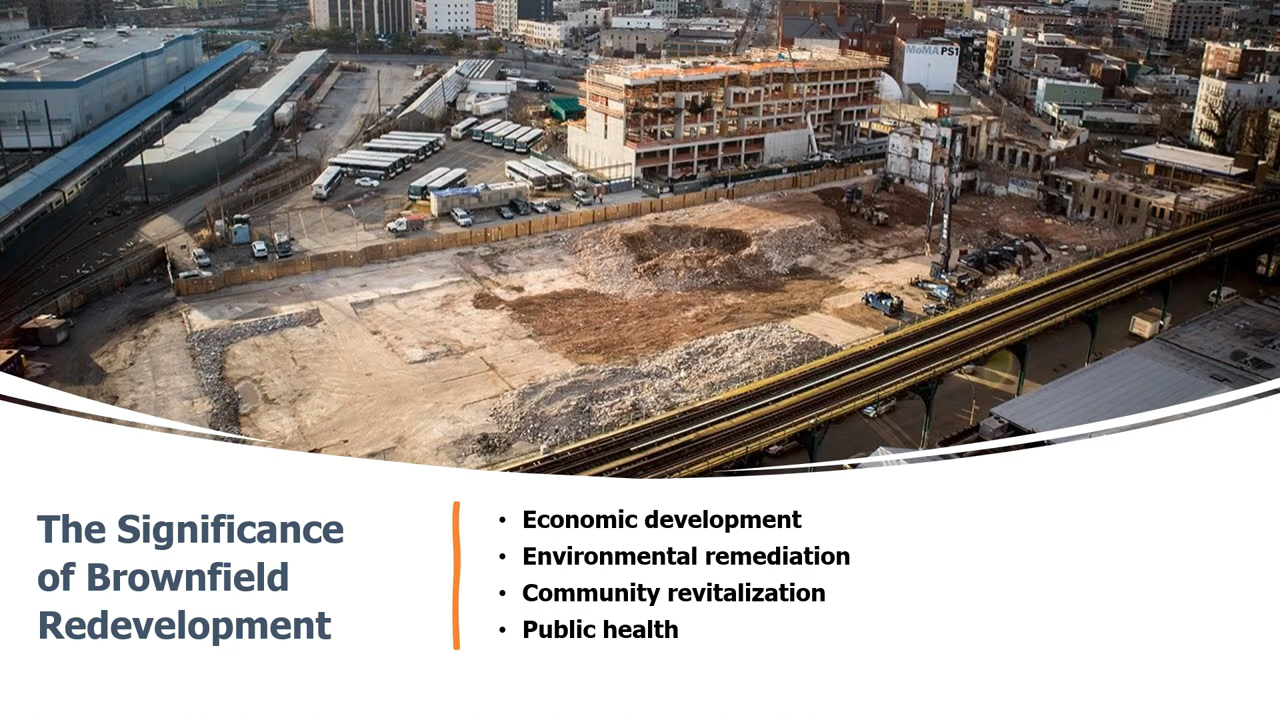 MoMA PS1
The Significance
of Brownfield
Redevelopment
• Economic development
• Environmental remediation
• Community revitalization
• Public health